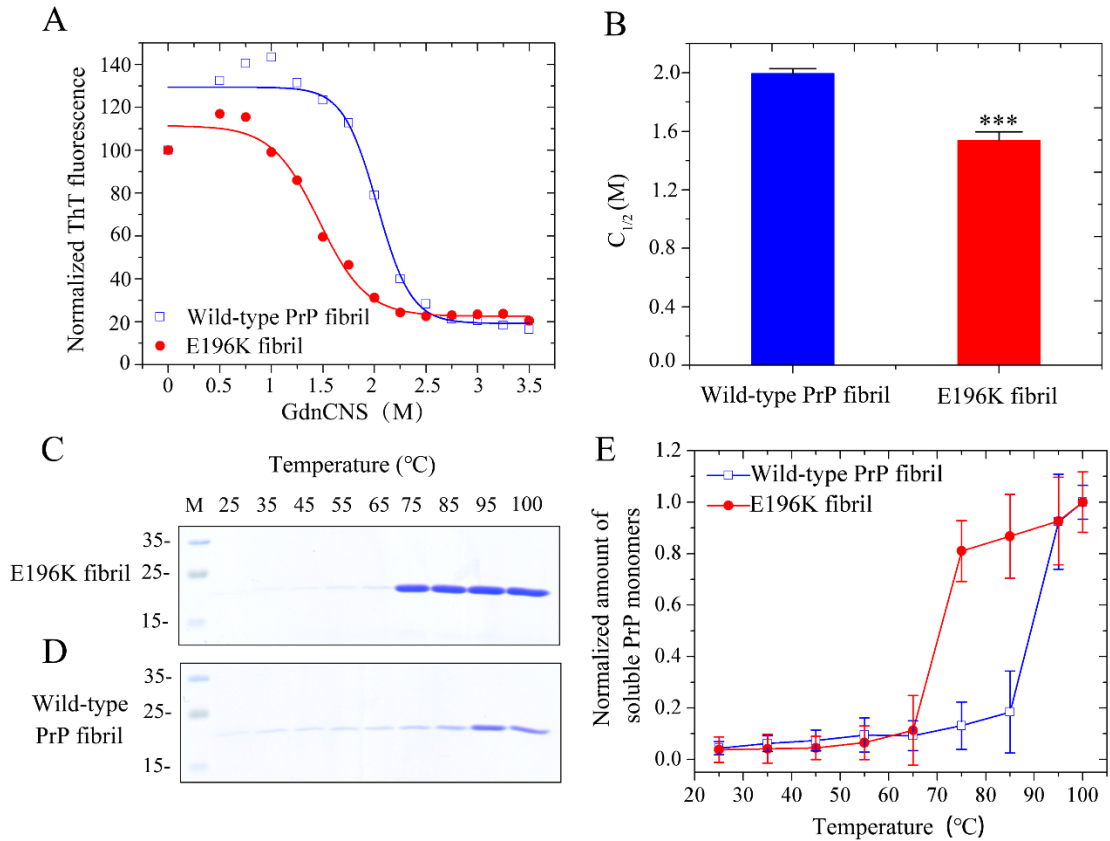 A
Normalized ThT fluorescence
140
120
100
80
60
40
20
0
Wild-type PrP fibril
E196K fibril
0 0.5 1.0 1.5 2.0 2.5 3.0 3.5
GdnCNS (M)
B
C1/2 (M)
2.0
1.6
1.2
0.8
0.4
0.0
***
Wild-type PrP fibril E196K fibril
C
Temperature (°C)
M 25 35 45 55 65 75 85 95 100
35-
25-
15-
E196K fibril
D
35-
25-
15-
Wild-type
PrP fibril
E
Normalized amount of
soluble PrP monomers
1.2
1.0
0.8
0.6
0.4
0.2
0.0
Wild-type PrP fibril
E196K fibril
20 30 40 50 60 70 80 90 100
Temperature (°C)